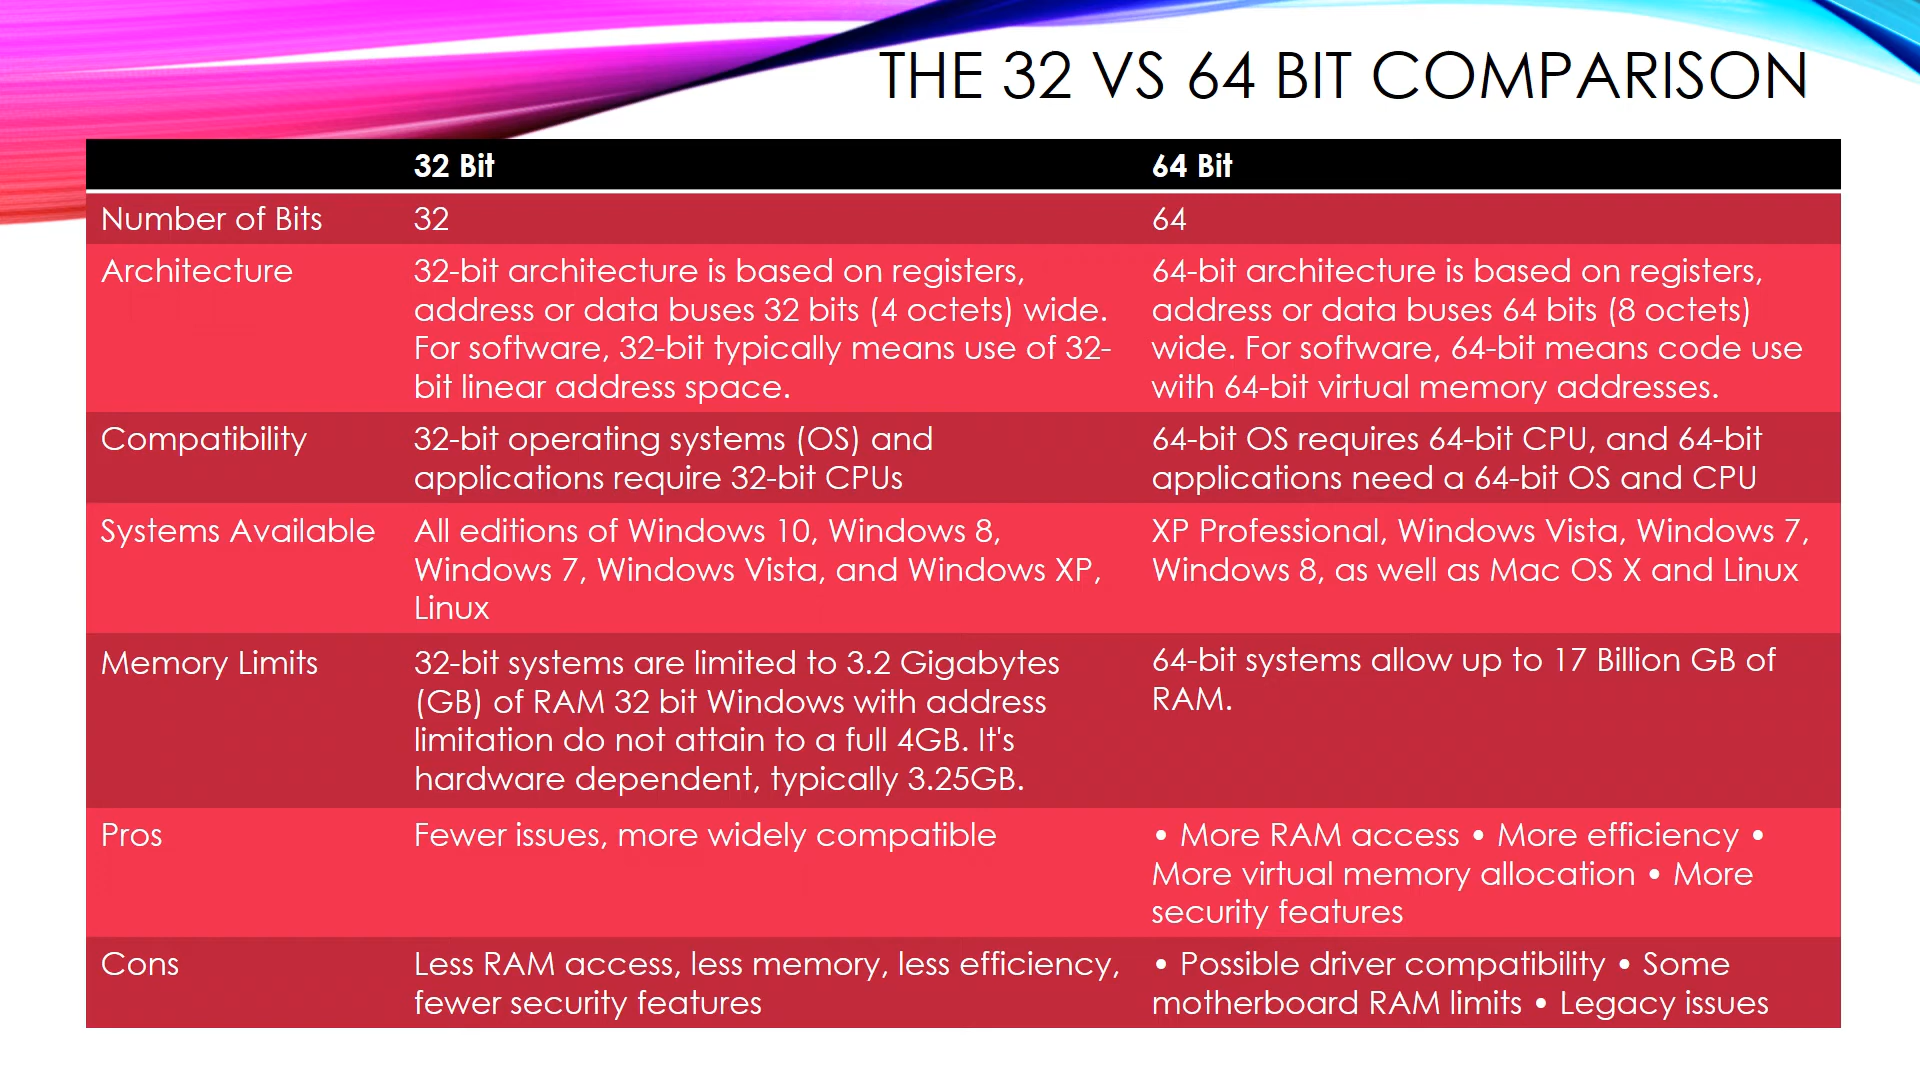 THE 32 VS 64 BIT COMPARISON
32 Bit
64 Bit
Number of Bits
32
64
Architecture
32-bit architecture is based on registers,
address or data buses 32 bits (4 octets) wide.
For software, 32-bit typically means use of 32-
bit linear address space.
64-bit architecture is based on registers,
address or data buses 64 bits (8 octets)
wide. For software, 64-bit means code use
with 64-bit virtual memory addresses.
Compatibility
32-bit operating systems (OS) and
applications require 32-bit CPUs
64-bit OS requires 64-bit CPU, and 64-bit
applications need a 64-bit OS and CPU
Systems Available
All editions of Windows 10, Windows 8,
Windows 7, Windows Vista, and Windows XP,
Linux
XP Professional, Windows Vista, Windows 7,
Windows 8, as well as Mac OS X and Linux
Memory Limits
32-bit systems are limited to 3.2 Gigabytes
(GB) of RAM 32 bit Windows with address
limitation do not attain to a full 4GB. It's
hardware dependent, typically 3.25GB.
64-bit systems allow up to 17 Billion GB of
RAM.
Pros
Fewer issues, more widely compatible
• More RAM access • More efficiency •
More virtual memory allocation • More
security features
Cons
Less RAM access, less memory, less efficiency,
fewer security features
• Possible driver compatibility • Some
motherboard RAM limits • Legacy issues